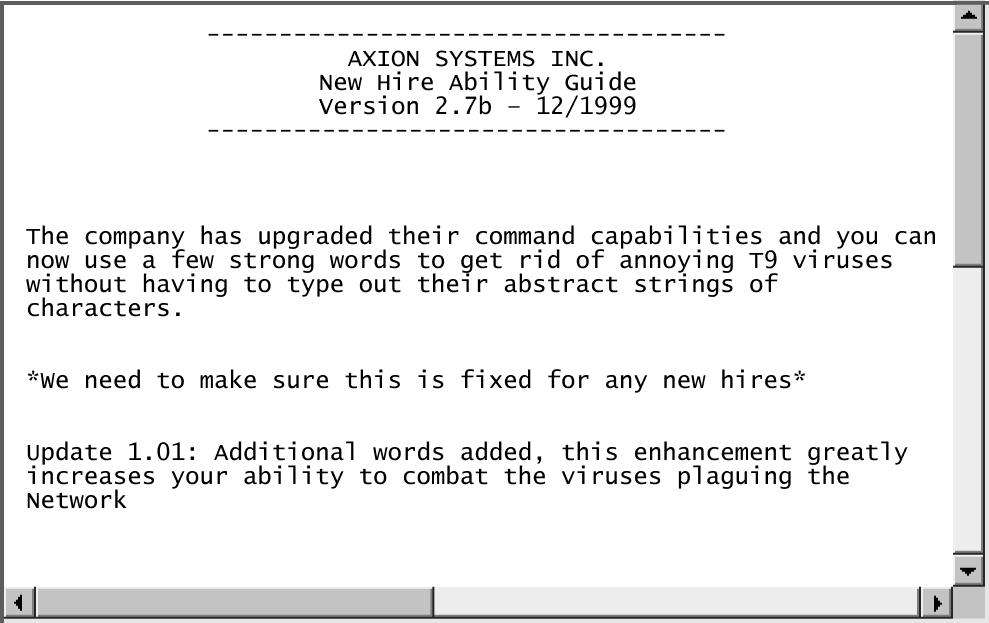 ------------------------------------
AXION SYSTEMS INC.
New Hire Ability Guide
Version 2.7b – 12/1999
------------------------------------
The company has upgraded their command capabilities and you can
now use a few strong words to get rid of annoying T9 viruses
without having to type out their abstract strings of
characters.
*We need to make sure this is fixed for any new hires*
Update 1.01: Additional words added, this enhancement greatly
increases your ability to combat the viruses plaguing the
Network